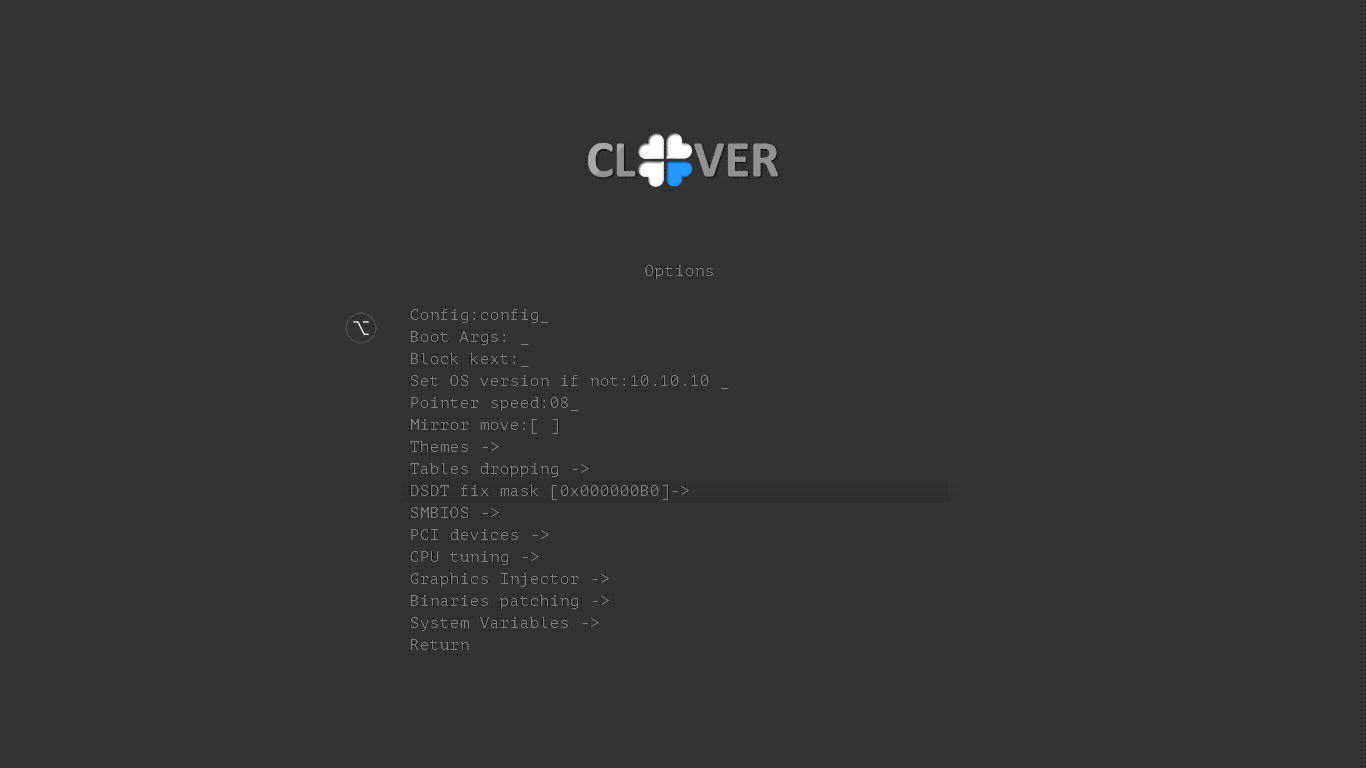 CLOVER
Options
Config:config_
Boot Args: _
Block kext:_
Set OS version if not:10.10.10 _
Pointer speed:08_
Mirror move:[ ]
Themes ->
Tables dropping ->
DSDT fix mask [0x000000B0]->
SMBIOS ->
PCI devices ->
CPU tuning ->
Graphics Injector ->
Binaries patching ->
System Variables ->
Return